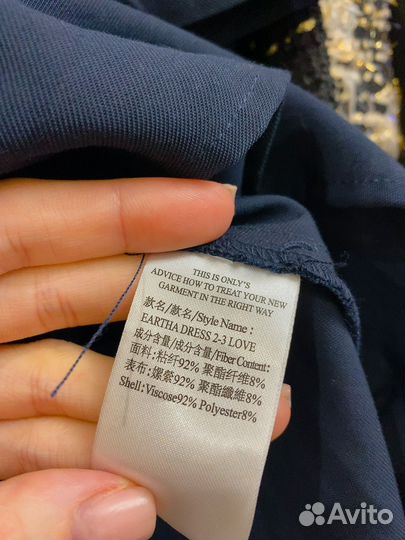 THIS IS ONLY'S
ADVICE HOW TO TREAT YOUR NEW
GARMENT IN THE RIGHT WAY
款名/款名/Style Name :
EARTHA DRESS 2-3 LOVE
成分含量/成分含量/Fiber Content:
面料:粘纤92% 聚酯纤维8%
表布:嫘縈92% 聚酯纖維8%
Shell:Viscose92% Polyester8%
Avito